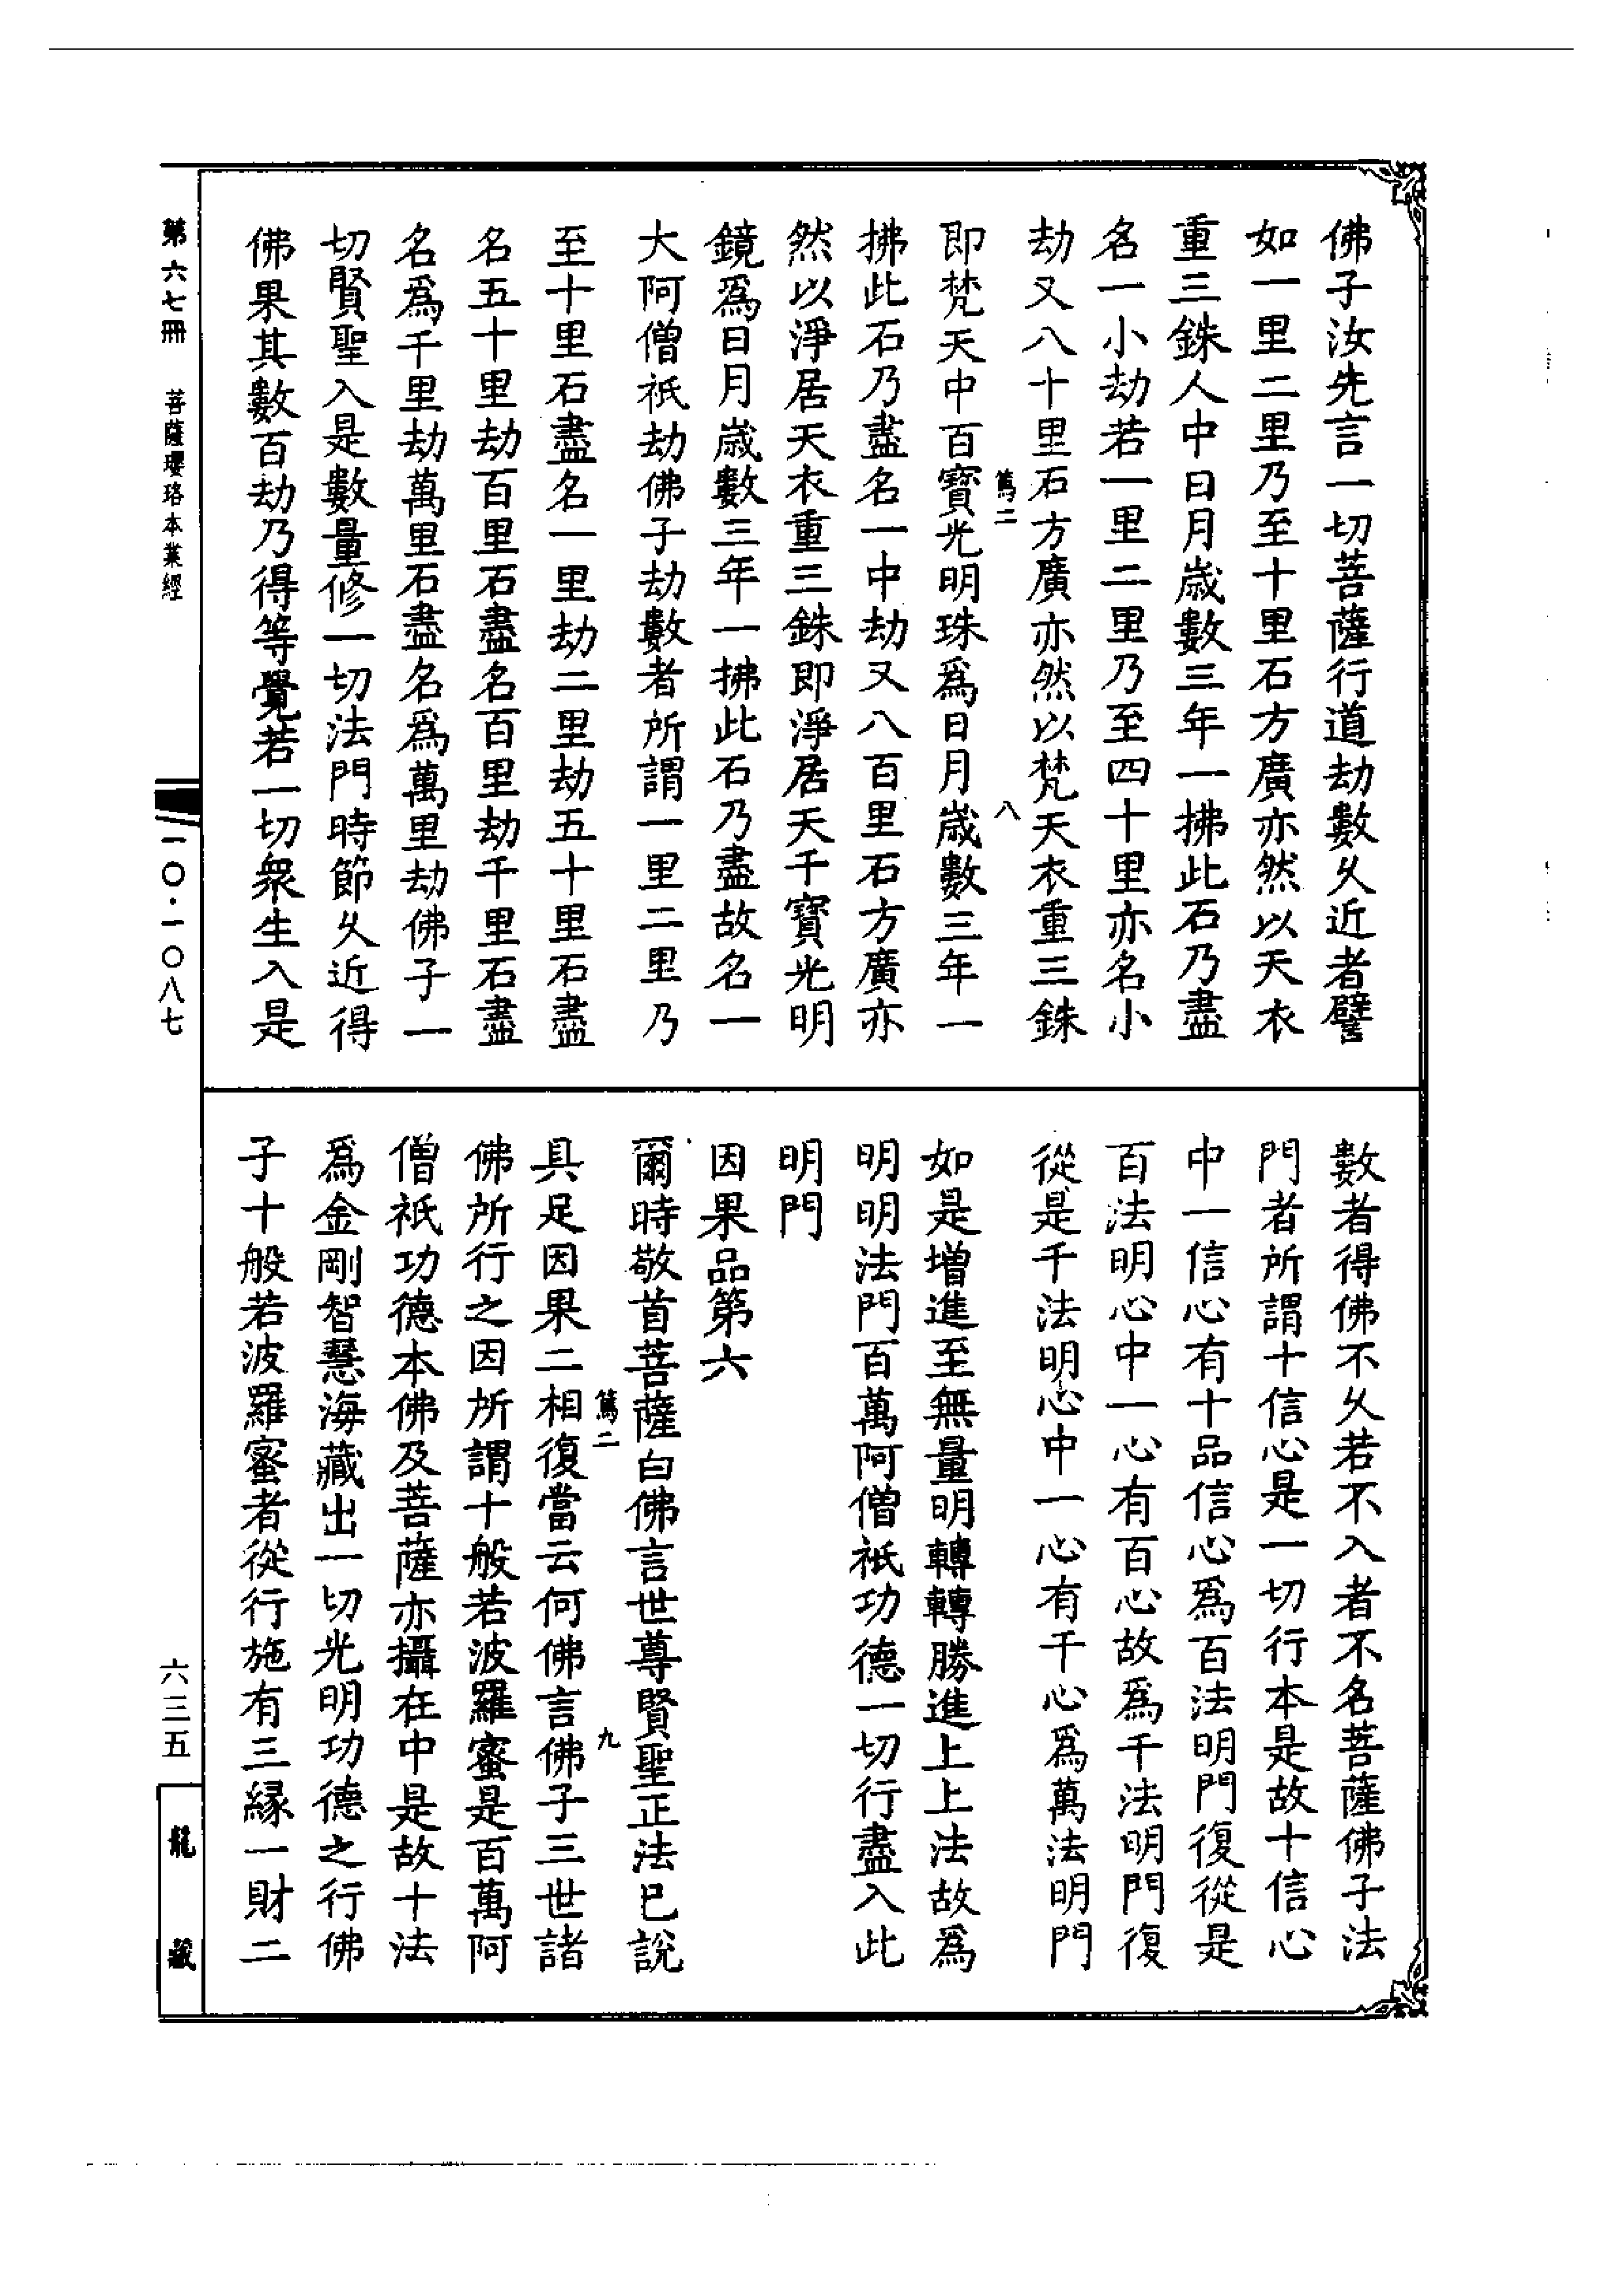 佛子汝先言一切菩薩行道劫數久近者譬
如一里二里乃至十里石方廣亦然以天衣
重三銖人中日月歲數三年一拂此石乃盡
名一小劫若一里二里乃至四十里亦名小
劫又八十里石方廣亦然以梵天衣重三銖
篤二 八
即梵天中百寶光明珠爲日月歲數三年一
拂此石乃盡名一中劫又八百里石方廣亦
然以淨居天衣重三銖即淨居天千寶光明
鏡爲日月歲數三年一拂此石乃盡故名一
大阿僧祇劫佛子劫數者所謂一里二里乃
至十里石盡名一里劫二里劫五十里石盡
名五十里劫百里石盡名百里劫千里石盡
名爲千里劫萬里石盡名爲萬里劫佛子一
切賢聖入是數量修一切法門時節久近得
佛果其數百劫乃得等覺若一切衆生入是
數者得佛不久若不入者不名菩薩佛子法
門者所謂十信心是一切行本是故十信心
中一信心有十品信心爲百法明門復從是
百法明心中一心有百心故爲千法明門復
從是千法明心中一心有千心爲萬法明門
如是增進至無量明轉轉勝進上上法故爲
明明法門百萬阿僧祇功德一切行盡入此
明門
因果品第六
爾時敬首菩薩白佛言世尊賢聖正法已說
篤二 九
具足因果二相復當云何佛言佛子三世諸
佛所行之因所謂十般若波羅蜜是百萬阿
僧祇功德本佛及菩薩亦攝在中是故十法
爲金剛智慧海藏出一切光明功德之行佛
子十般若波羅蜜者從行施有三緣一財二
第六七冊 菩薩瓔珞本業經 一〇·一〇八七 六三五 龍藏